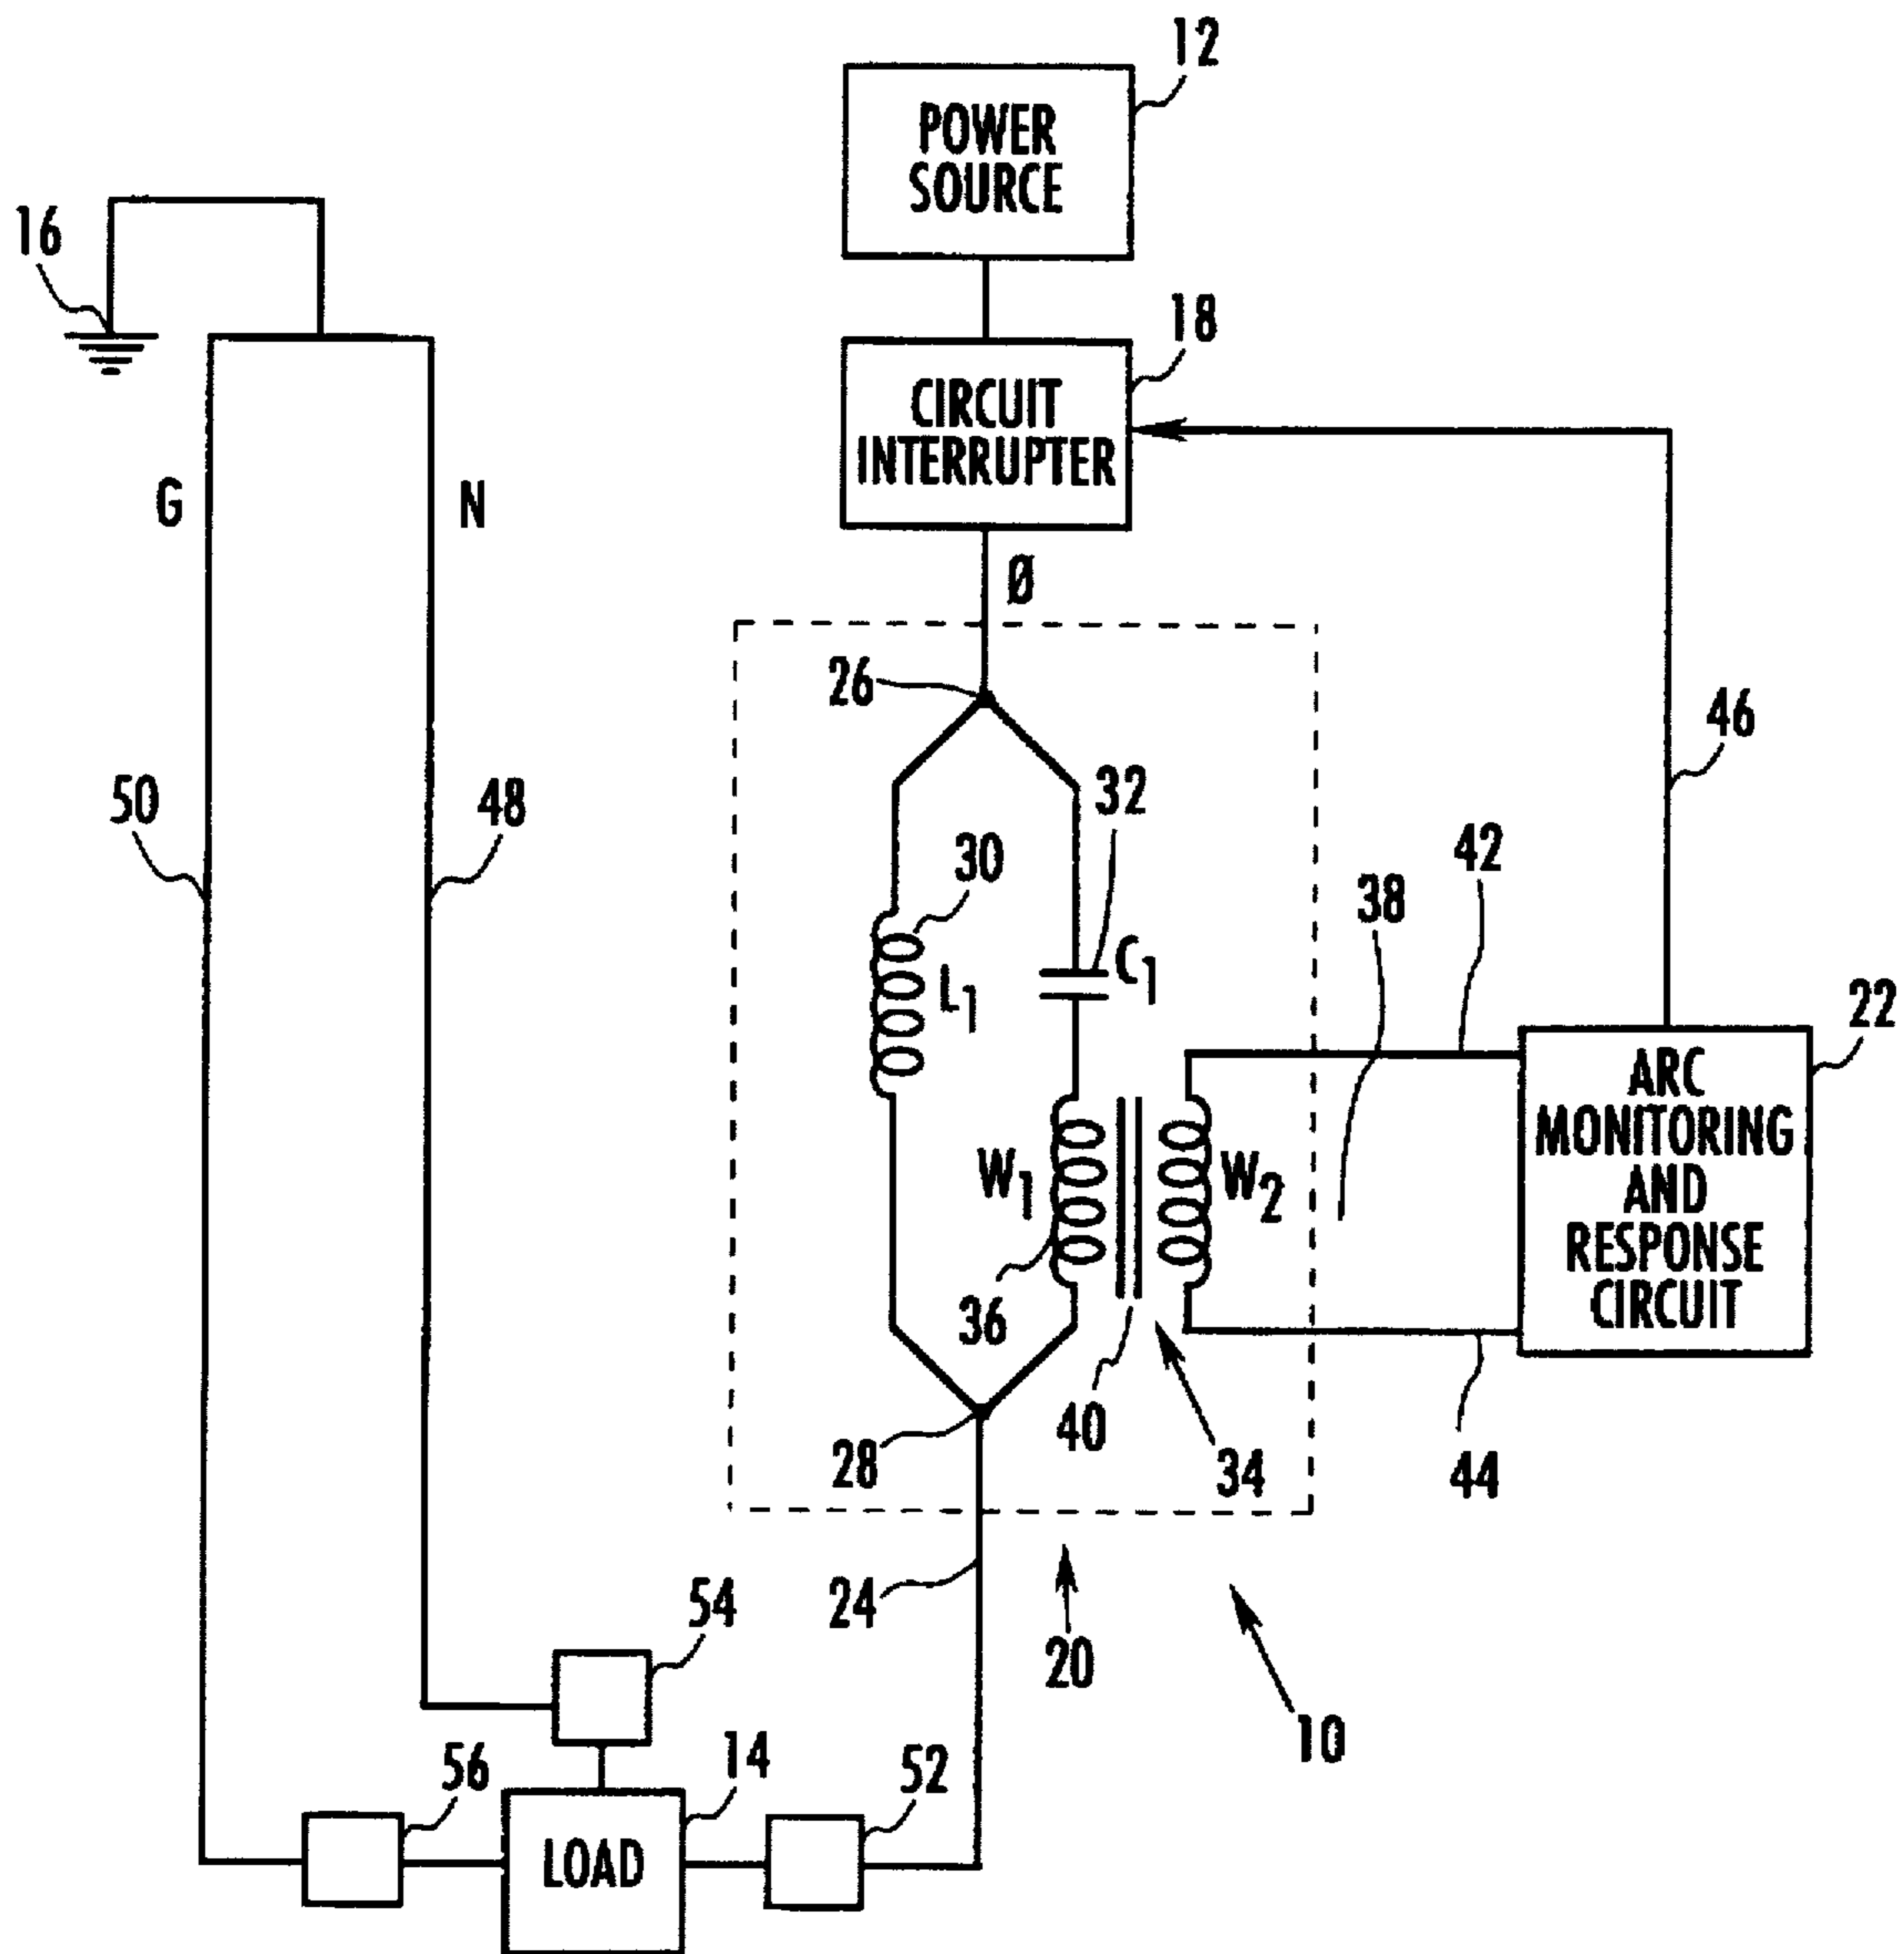 12
POWER
SOURCE
16
18
CIRCUIT
INTERRUPTER
G
N
Ø
26
46
50
48
32
30
42
38
L1
C1
22
ARC
MONITORING
AND
RESPONSE
CIRCUIT
W1
W2
36
40
28
34
44
24
54
20
10
56
14
52
LOAD